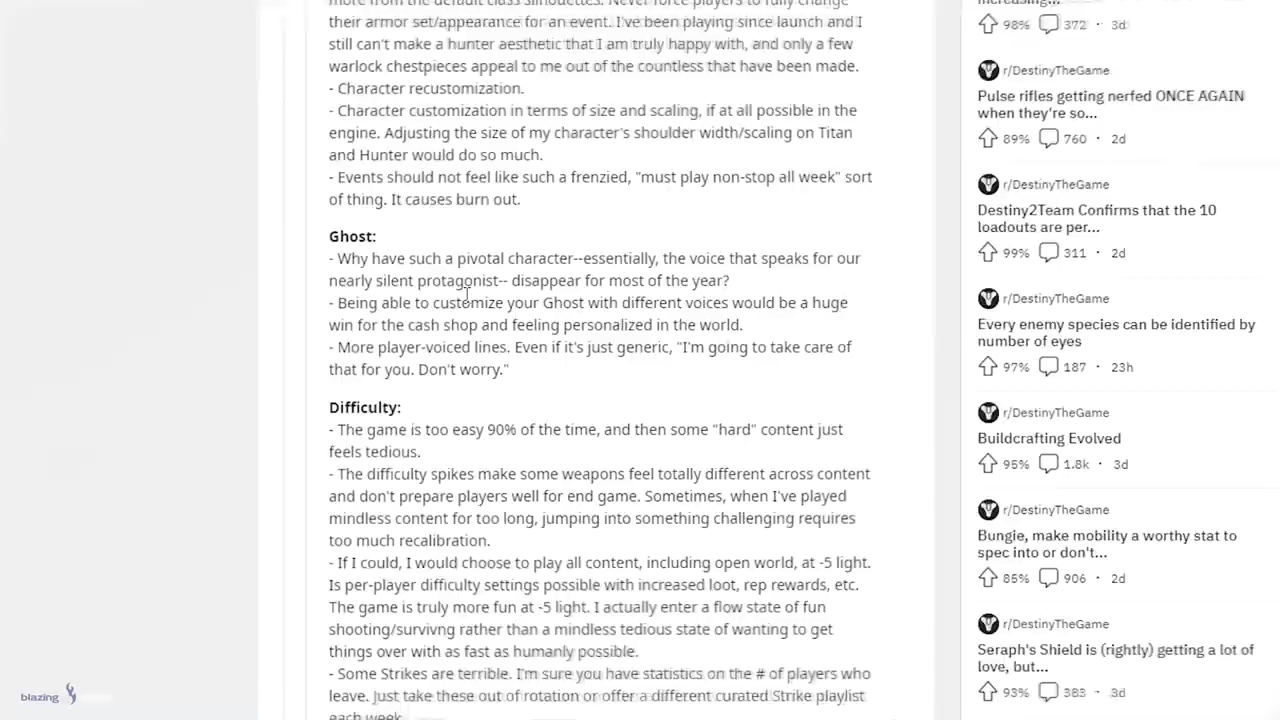 more from the default class silhouettes. Never force players to fully change
their armor set/appearance for an event. I've been playing since launch and I
still can't make a hunter aesthetic that I am truly happy with, and only a few
warlock chestpieces appeal to me out of the countless that have been made.
- Character recustomization.
- Character customization in terms of size and scaling, if at all possible in the
engine. Adjusting the size of my character's shoulder width/scaling on Titan
and Hunter would do so much.
- Events should not feel like such a frenzied, "must play non-stop all week" sort
of thing. It causes burn out.
Ghost:
- Why have such a pivotal character--essentially, the voice that speaks for our
nearly silent protagonist-- disappear for most of the year?
- Being able to customize your Ghost with different voices would be a huge
win for the cash shop and feeling personalized in the world.
- More player-voiced lines. Even if it's just generic, "I'm going to take care of
that for you. Don't worry."
Difficulty:
- The game is too easy 90% of the time, and then some "hard" content just
feels tedious.
- The difficulty spikes make some weapons feel totally different across content
and don't prepare players well for end game. Sometimes, when I've played
mindless content for too long, jumping into something challenging requires
too much recalibration.
- If I could, I would choose to play all content, including open world, at -5 light.
Is per-player difficulty settings possible with increased loot, rep rewards, etc.
The game is truly more fun at -5 light. I actually enter a flow state of fun
shooting/survivng rather than a mindless tedious state of wanting to get
things over with as fast as humanly possible.
- Some Strikes are terrible. I'm sure you have statistics on the # of players who
leave. Just take these out of rotation or offer a different curated Strike playlist
each week.
increasing...
98% 372 · 3d
r/DestinyTheGame
Pulse rifles getting nerfed ONCE AGAIN
when they're so...
89% 760 · 2d
r/DestinyTheGame
Destiny2Team Confirms that the 10
loadouts are per...
99% 311 · 2d
r/DestinyTheGame
Every enemy species can be identified by
number of eyes
97% 187 · 23h
r/DestinyTheGame
Buildcrafting Evolved
95% 1.8k · 3d
r/DestinyTheGame
Bungie, make mobility a worthy stat to
spec into or don't...
85% 906 · 2d
r/DestinyTheGame
Seraph's Shield is (rightly) getting a lot of
love, but...
93% 383 · 3d
blazing